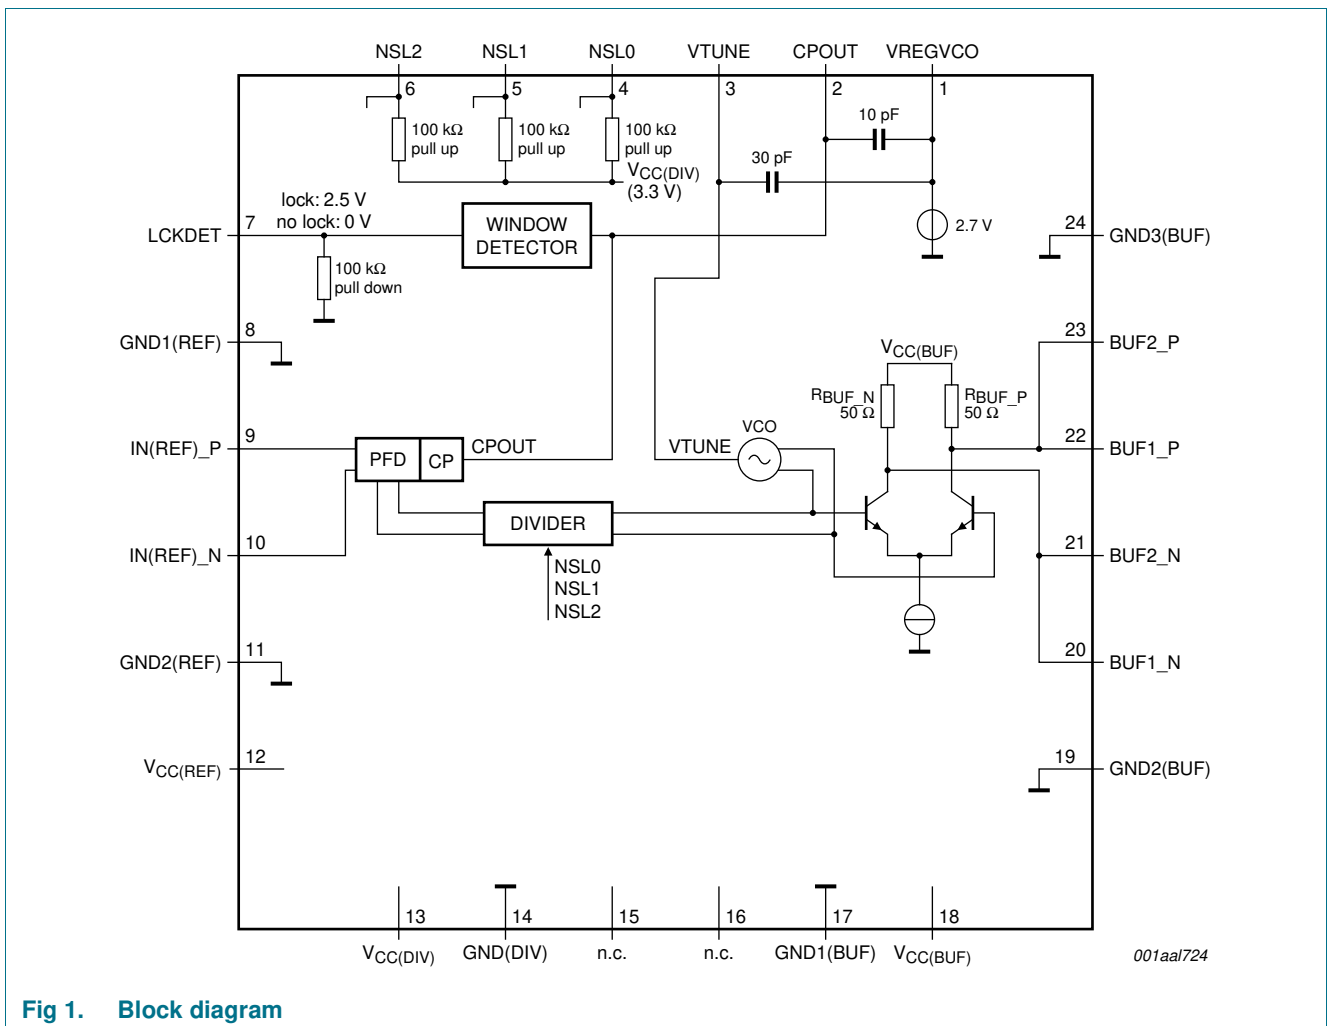 NSL2 NSL1 NSL0 VTUNE CPOUT VREGVCO
6 5 4 3 2 1
10 pF
100 kΩ 100 kΩ 100 kΩ
pull up pull up pull up
30 pF
VCC(DIV)
(3.3 V)
lock: 2.5 V
no lock: 0 V
LCKDET 7
WINDOW
DETECTOR
2.7 V
24 GND3(BUF)
100 kΩ
pull down
GND1(REF) 8
23 BUF2_P
VCC(BUF)
RBUF_N
50 Ω
RBUF_P
50 Ω
IN(REF)_P 9
PFD CP CPOUT
VTUNE VCO
22 BUF1_P
DIVIDER
IN(REF)_N 10
21 BUF2_N
NSL0
NSL1
NSL2
GND2(REF) 11
20 BUF1_N
VCC(REF) 12
19 GND2(BUF)
13 14 15 16 17 18
VCC(DIV) GND(DIV) n.c. n.c. GND1(BUF) VCC(BUF)
001aal724
Fig 1. Block diagram